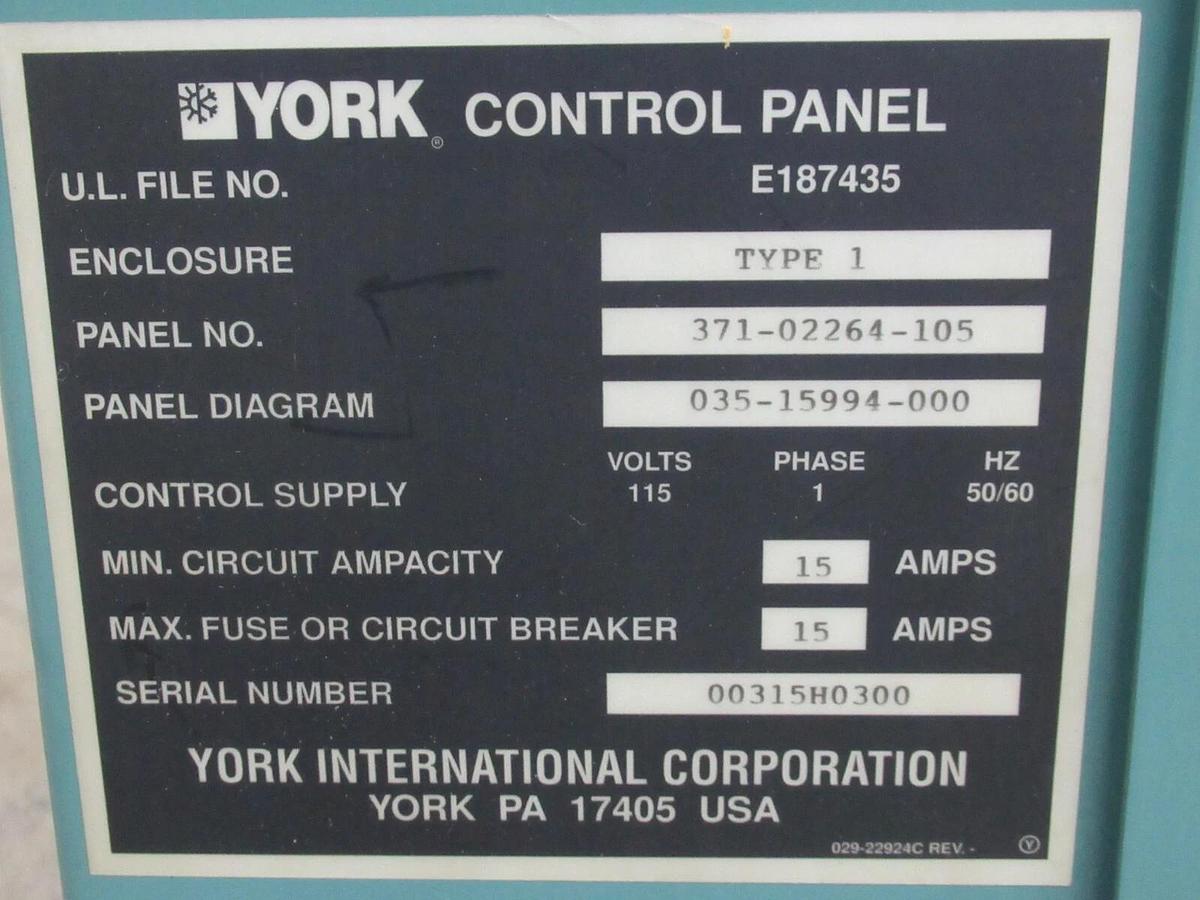 YORK® CONTROL PANEL
U.L. FILE NO. E187435
ENCLOSURE TYPE 1
PANEL NO. 371-02264-105
PANEL DIAGRAM 035-15994-000
VOLTS PHASE HZ
CONTROL SUPPLY 115 1 50/60
MIN. CIRCUIT AMPACITY 15 AMPS
MAX. FUSE OR CIRCUIT BREAKER 15 AMPS
SERIAL NUMBER 00315H0300
YORK INTERNATIONAL CORPORATION
YORK PA 17405 USA
029-22924C REV. - Y